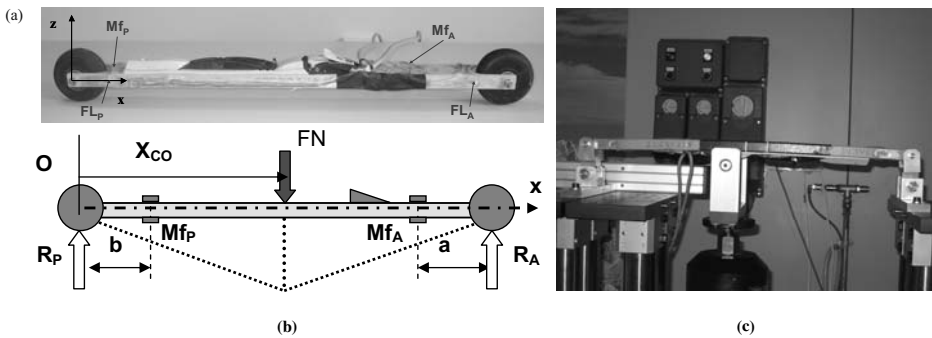 (a)
z
Mf_P
Mf_A
x
FL_P
FL_A
FN
X_CO
O
x
Mf_P
Mf_A
b
a
R_P
R_A
(b)
(c)